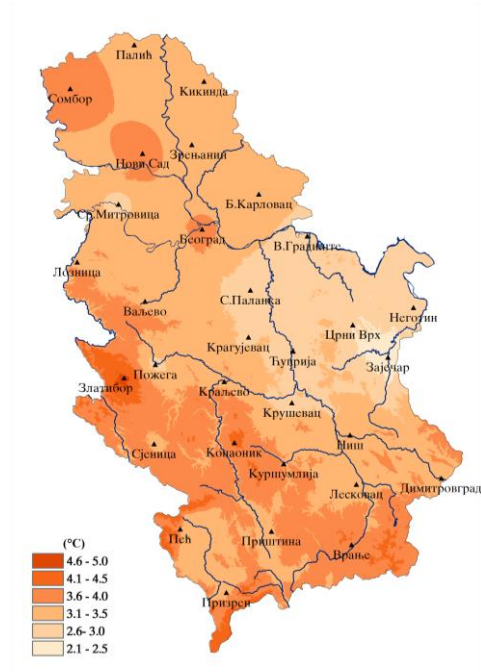 Палић
Кикинда
Сомбор
Нови Сад
Зрењанин
Ср.Митровица
Б.Карловац
Београд
В.Градиште
Лозница
С.Паланка
Ваљево
Неготин
Црни Врх
Крагујевац
Ћуприја
Зајечар
Пожега
Златибор
Краљево
Крушевац
Сјеница
Копаоник
Ниш
Куршумлија
Лесковац
Димитровград
Пећ
Приштина
Врање
Призрен
(°C)
4.6 - 5.0
4.1 - 4.5
3.6 - 4.0
3.1 - 3.5
2.6- 3.0
2.1 - 2.5